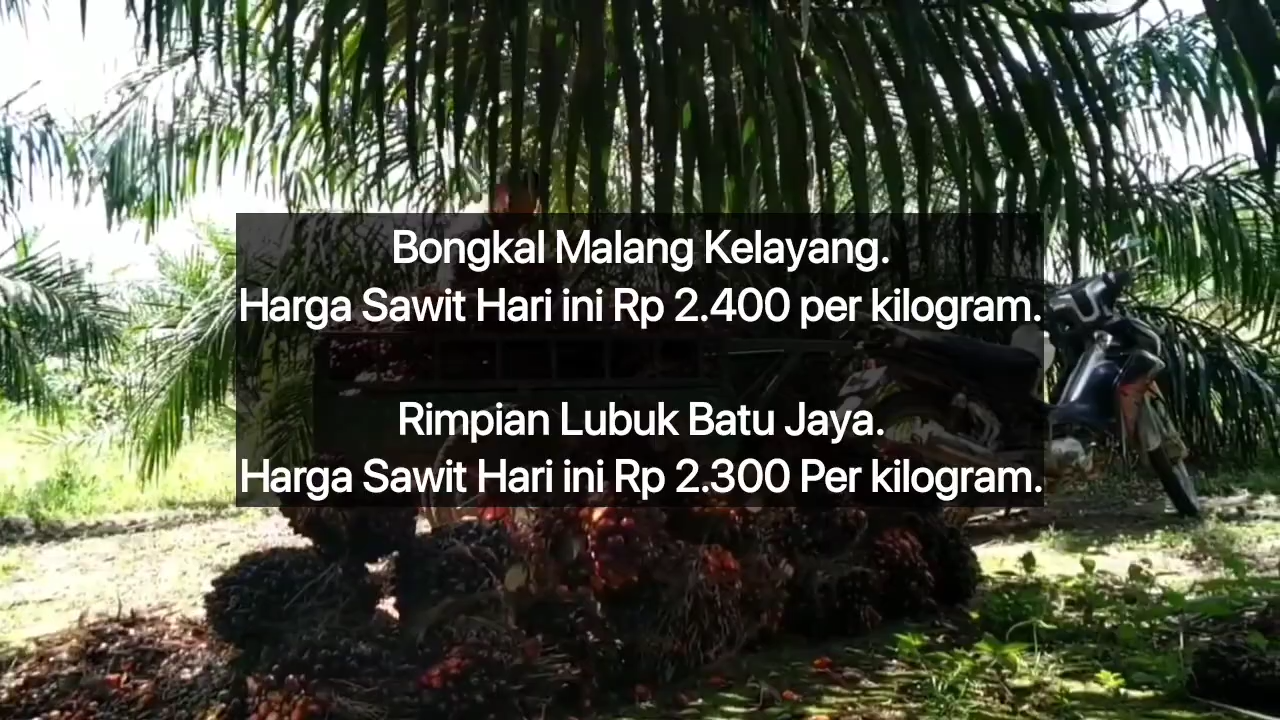 Bongkal Malang Kelayang.
Harga Sawit Hari ini Rp 2.400 per kilogram.
Rimpian Lubuk Batu Jaya.
Harga Sawit Hari ini Rp 2.300 Per kilogram.